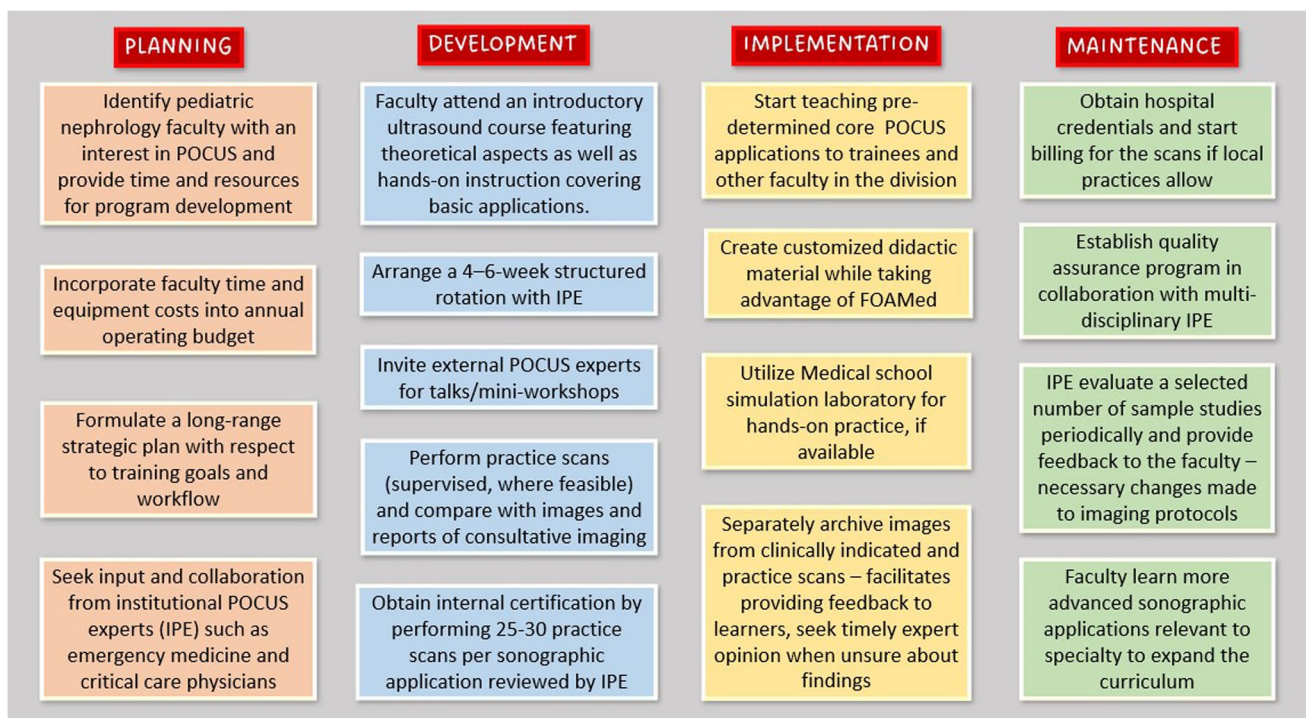 PLANNING
Identify pediatric
nephrology faculty with an
interest in POCUS and
provide time and resources
for program development
Incorporate faculty time and
equipment costs into annual
operating budget
Formulate a long-range
strategic plan with respect
to training goals and
workflow
Seek input and collaboration
from institutional POCUS
experts (IPE) such as
emergency medicine and
critical care physicians
DEVELOPMENT
Faculty attend an introductory
ultrasound course featuring
theoretical aspects as well as
hands-on instruction covering
basic applications.
Arrange a 4–6-week structured
rotation with IPE
Invite external POCUS experts
for talks/mini-workshops
Perform practice scans
(supervised, where feasible)
and compare with images and
reports of consultative imaging
Obtain internal certification by
performing 25-30 practice
scans per sonographic
application reviewed by IPE
IMPLEMENTATION
Start teaching pre-
determined core POCUS
applications to trainees and
other faculty in the division
Create customized didactic
material while taking
advantage of FOAMed
Utilize Medical school
simulation laboratory for
hands-on practice, if
available
Separately archive images
from clinically indicated and
practice scans – facilitates
providing feedback to
learners, seek timely expert
opinion when unsure about
findings
MAINTENANCE
Obtain hospital
credentials and start
billing for the scans if local
practices allow
Establish quality
assurance program in
collaboration with multi-
disciplinary IPE
IPE evaluate a selected
number of sample studies
periodically and provide
feedback to the faculty –
necessary changes made
to imaging protocols
Faculty learn more
advanced sonographic
applications relevant to
specialty to expand the
curriculum